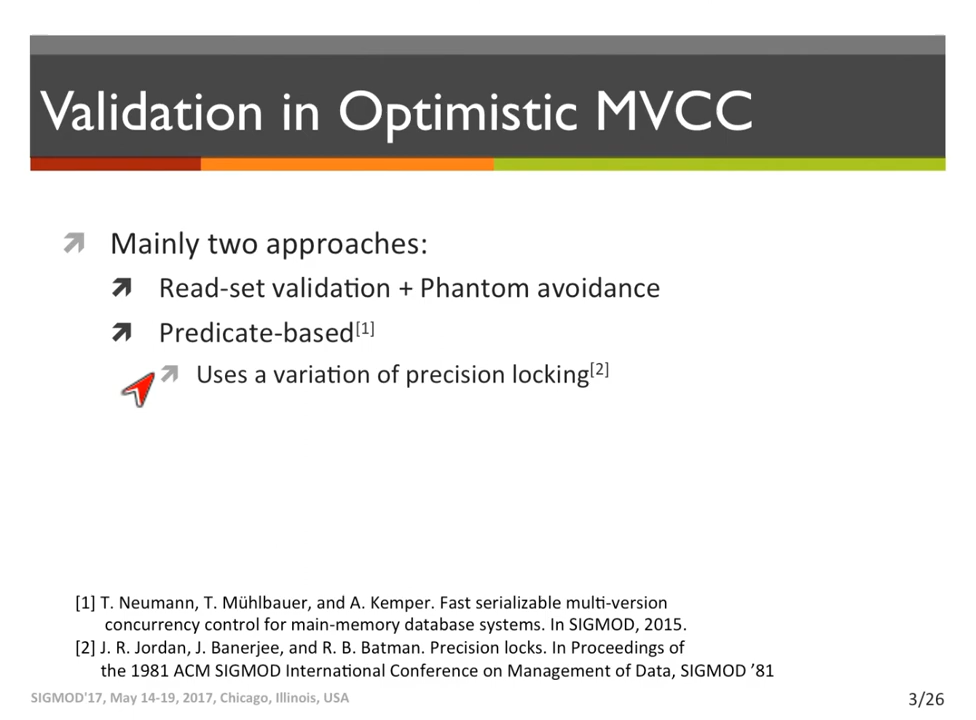 Validation in Optimistic MVCC
Mainly two approaches:
Read-set validation + Phantom avoidance
Predicate-based[1]
Uses a variation of precision locking[2]
[1] T. Neumann, T. Mühlbauer, and A. Kemper. Fast serializable multi-version
concurrency control for main-memory database systems. In SIGMOD, 2015.
[2] J. R. Jordan, J. Banerjee, and R. B. Batman. Precision locks. In Proceedings of
the 1981 ACM SIGMOD International Conference on Management of Data, SIGMOD ’81
SIGMOD'17, May 14-19, 2017, Chicago, Illinois, USA
3/26